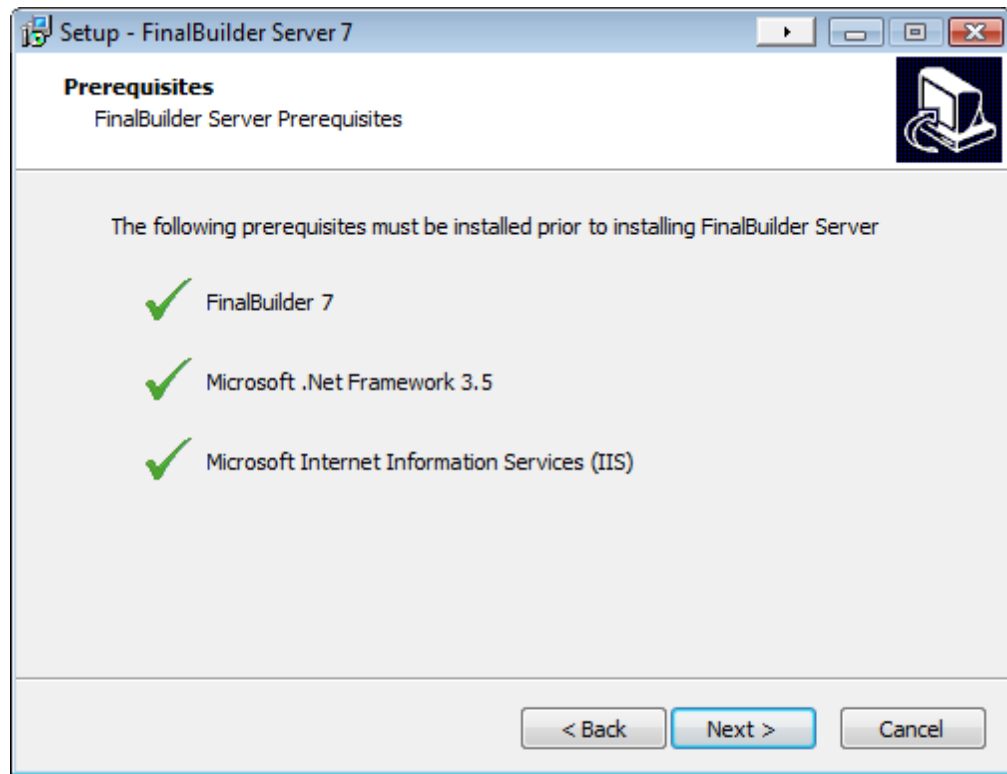 Setup - FinalBuilder Server 7
Prerequisites
FinalBuilder Server Prerequisites
The following prerequisites must be installed prior to installing FinalBuilder Server
FinalBuilder 7
Microsoft .Net Framework 3.5
Microsoft Internet Information Services (IIS)
< Back Next > Cancel